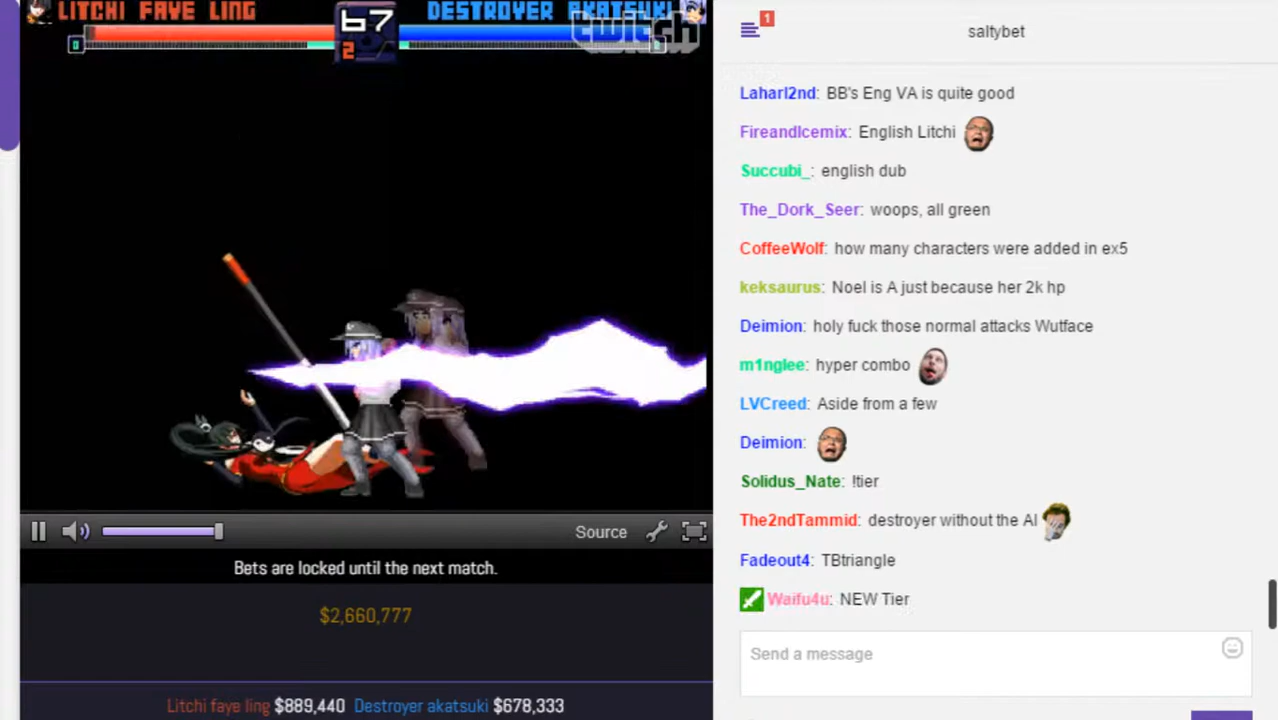 LITCHI FAYE LING 67 DESTROYER AKATSUKI
2
twitch
1
saltybet
Laharl2nd: BB's Eng VA is quite good
FireandIcemix: English Litchi
Succubi_: english dub
The_Dork_Seer: woops, all green
CoffeeWolf: how many characters were added in ex5
keksaurus: Noel is A just because her 2k hp
Deimion: holy fuck those normal attacks Wutface
m1nglee: hyper combo
LVCreed: Aside from a few
Deimion:
Solidus_Nate: !tier
The2ndTammid: destroyer without the AI
Fadeout4: TBtriangle
Waifu4u: NEW Tier
Send a message
Source
Bets are locked until the next match.
$2,660,777
Litchi faye ling $889,440 Destroyer akatsuki $678,333